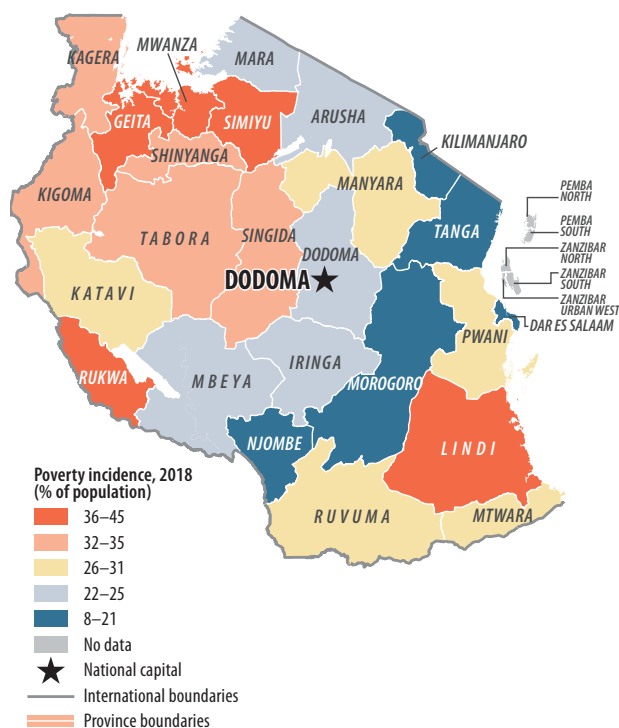 KAGERA
MWANZA
MARA
GEITA
SIMIYU
ARUSHA
SHINYANGA
KILIMANJARO
KIGOMA
MANYARA
PEMBA
NORTH
PEMBA
SOUTH
TABORA
SINGIDA
TANGA
DODOMA
ZANZIBAR
NORTH
DODOMA
ZANZIBAR
SOUTH
KATAVI
ZANZIBAR
URBAN WEST
DAR ES SALAAM
PWANI
RUKWA
MBEYA
IRINGA
MOROGORO
NJOMBE
LINDI
RUVUMA
MTWARA
Poverty incidence, 2018
(% of population)
36–45
32–35
26–31
22–25
8–21
No data
National capital
International boundaries
Province boundaries